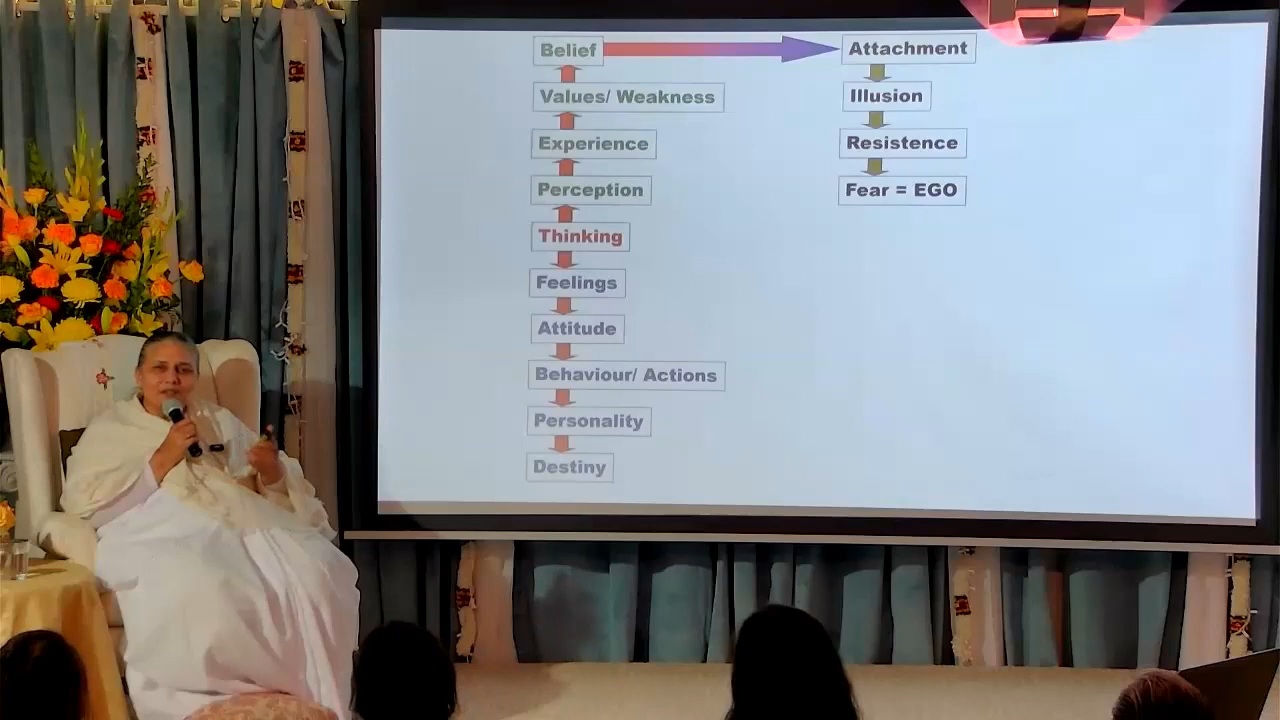 Belief
Values/ Weakness
Experience
Perception
Thinking
Feelings
Attitude
Behaviour/ Actions
Personality
Destiny
Attachment
Illusion
Resistence
Fear = EGO